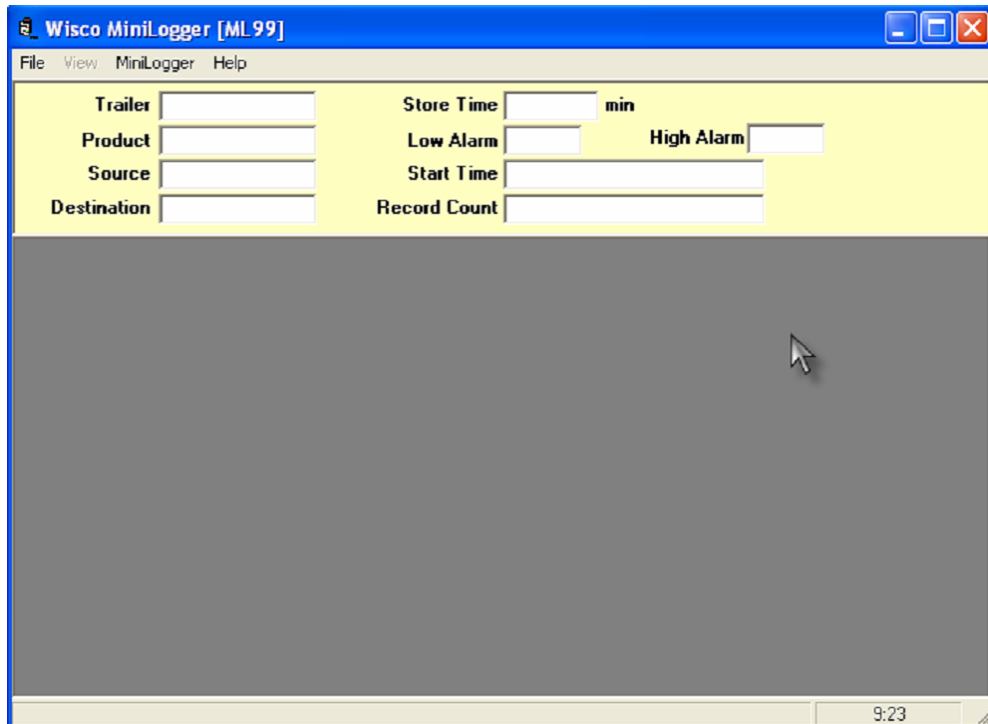 Wisco MiniLogger [ML99]
File View MiniLogger Help
Trailer Store Time min
Product Low Alarm High Alarm
Source Start Time
Destination Record Count
9:23